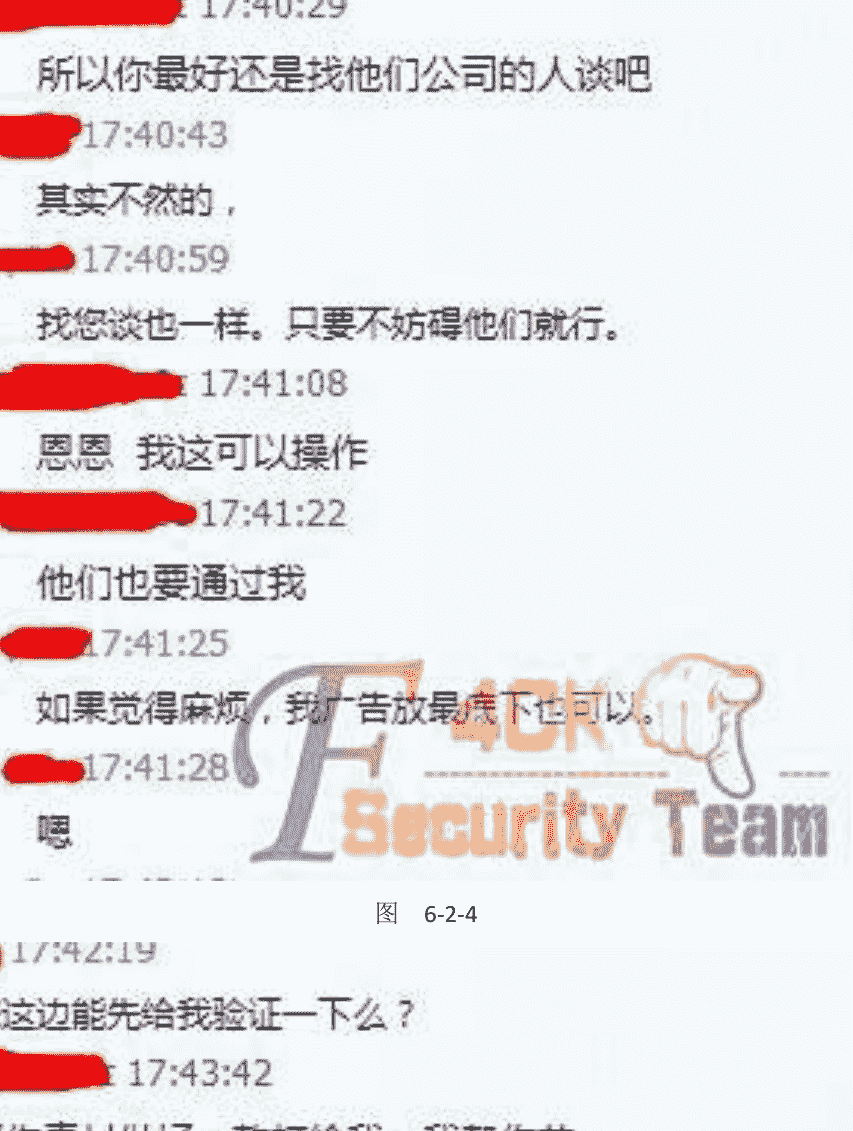 17:40:29
所以你最好还是找他们公司的人谈吧
17:40:43
其实不然的，
17:40:59
找您谈也一样。只要不妨碍他们就行。
17:41:08
恩恩 我这可以操作
17:41:22
他们也要通过我
17:41:25
如果觉得麻烦，我广告放最底下也可以。
17:41:28
嗯
F4CK
Security Team
图 6-2-4
17:42:19
这边能先给我验证一下么？
17:43:42